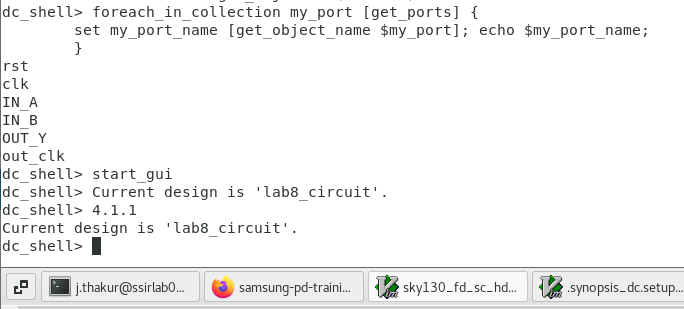 dc_shell> foreach_in_collection my_port [get_ports] {
set my_port_name [get_object_name $my_port]; echo $my_port_name;
}
rst
clk
IN_A
IN_B
OUT_Y
out_clk
dc_shell> start_gui
dc_shell> Current design is 'lab8_circuit'.
dc_shell> 4.1.1
Current design is 'lab8_circuit'.
dc_shell>
j.thakur@ssirlab0... samsung-pd-traini... sky130_fd_sc_hd... .synopsis_dc.setup...